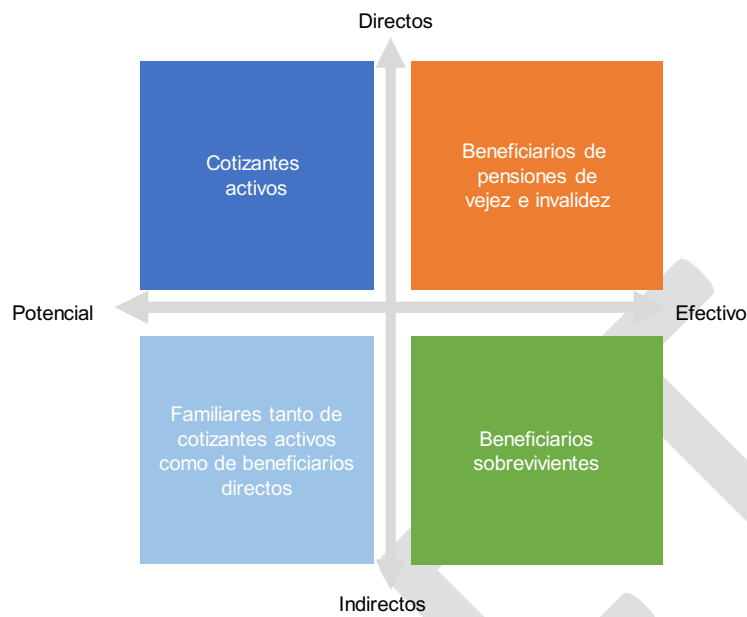 Directos
Cotizantes
activos
Beneficiarios de
pensiones de
vejez e invalidez
Potencial
Efectivo
Familiares tanto de
cotizantes activos
como de beneficiarios
directos
Beneficiarios
sobrevivientes
Indirectos